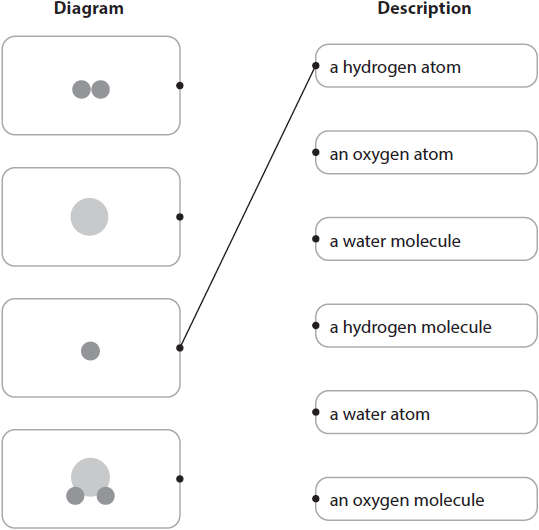 Diagram
Description
a hydrogen atom
an oxygen atom
a water molecule
a hydrogen molecule
a water atom
an oxygen molecule